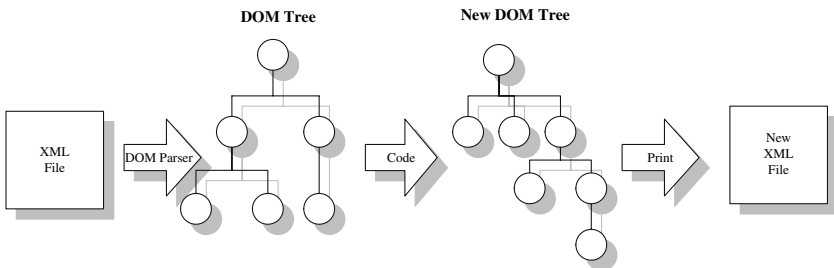 DOM Tree
New DOM Tree
XML
File
DOM Parser
Code
Print
New
XML
File